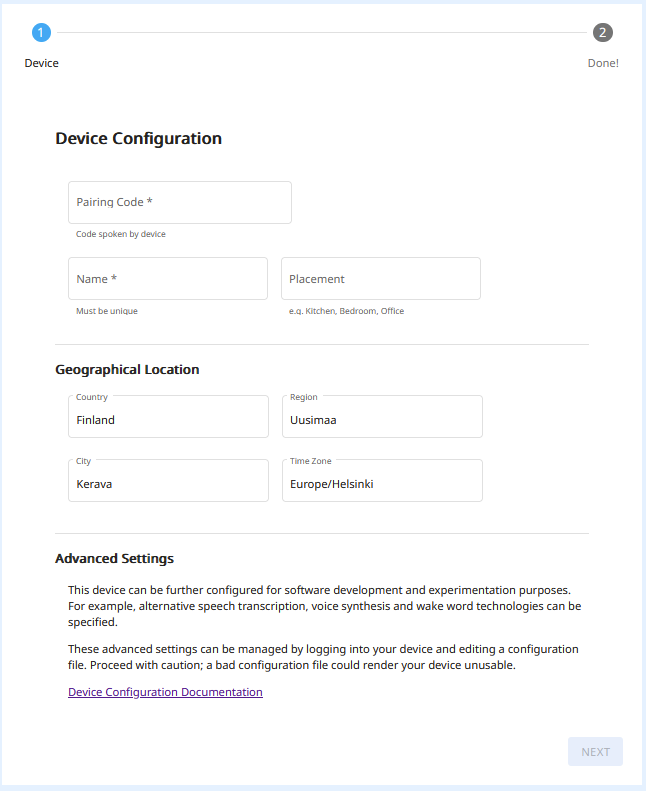 1
2
Device
Done!
Device Configuration
Pairing Code *
Code spoken by device
Name *
Placement
Must be unique
e.g. Kitchen, Bedroom, Office
Geographical Location
Country
Region
Finland
Uusimaa
City
Time Zone
Kerava
Europe/Helsinki
Advanced Settings
This device can be further configured for software development and experimentation purposes.
For example, alternative speech transcription, voice synthesis and wake word technologies can be
specified.
These advanced settings can be managed by logging into your device and editing a configuration
file. Proceed with caution; a bad configuration file could render your device unusable.
Device Configuration Documentation
NEXT